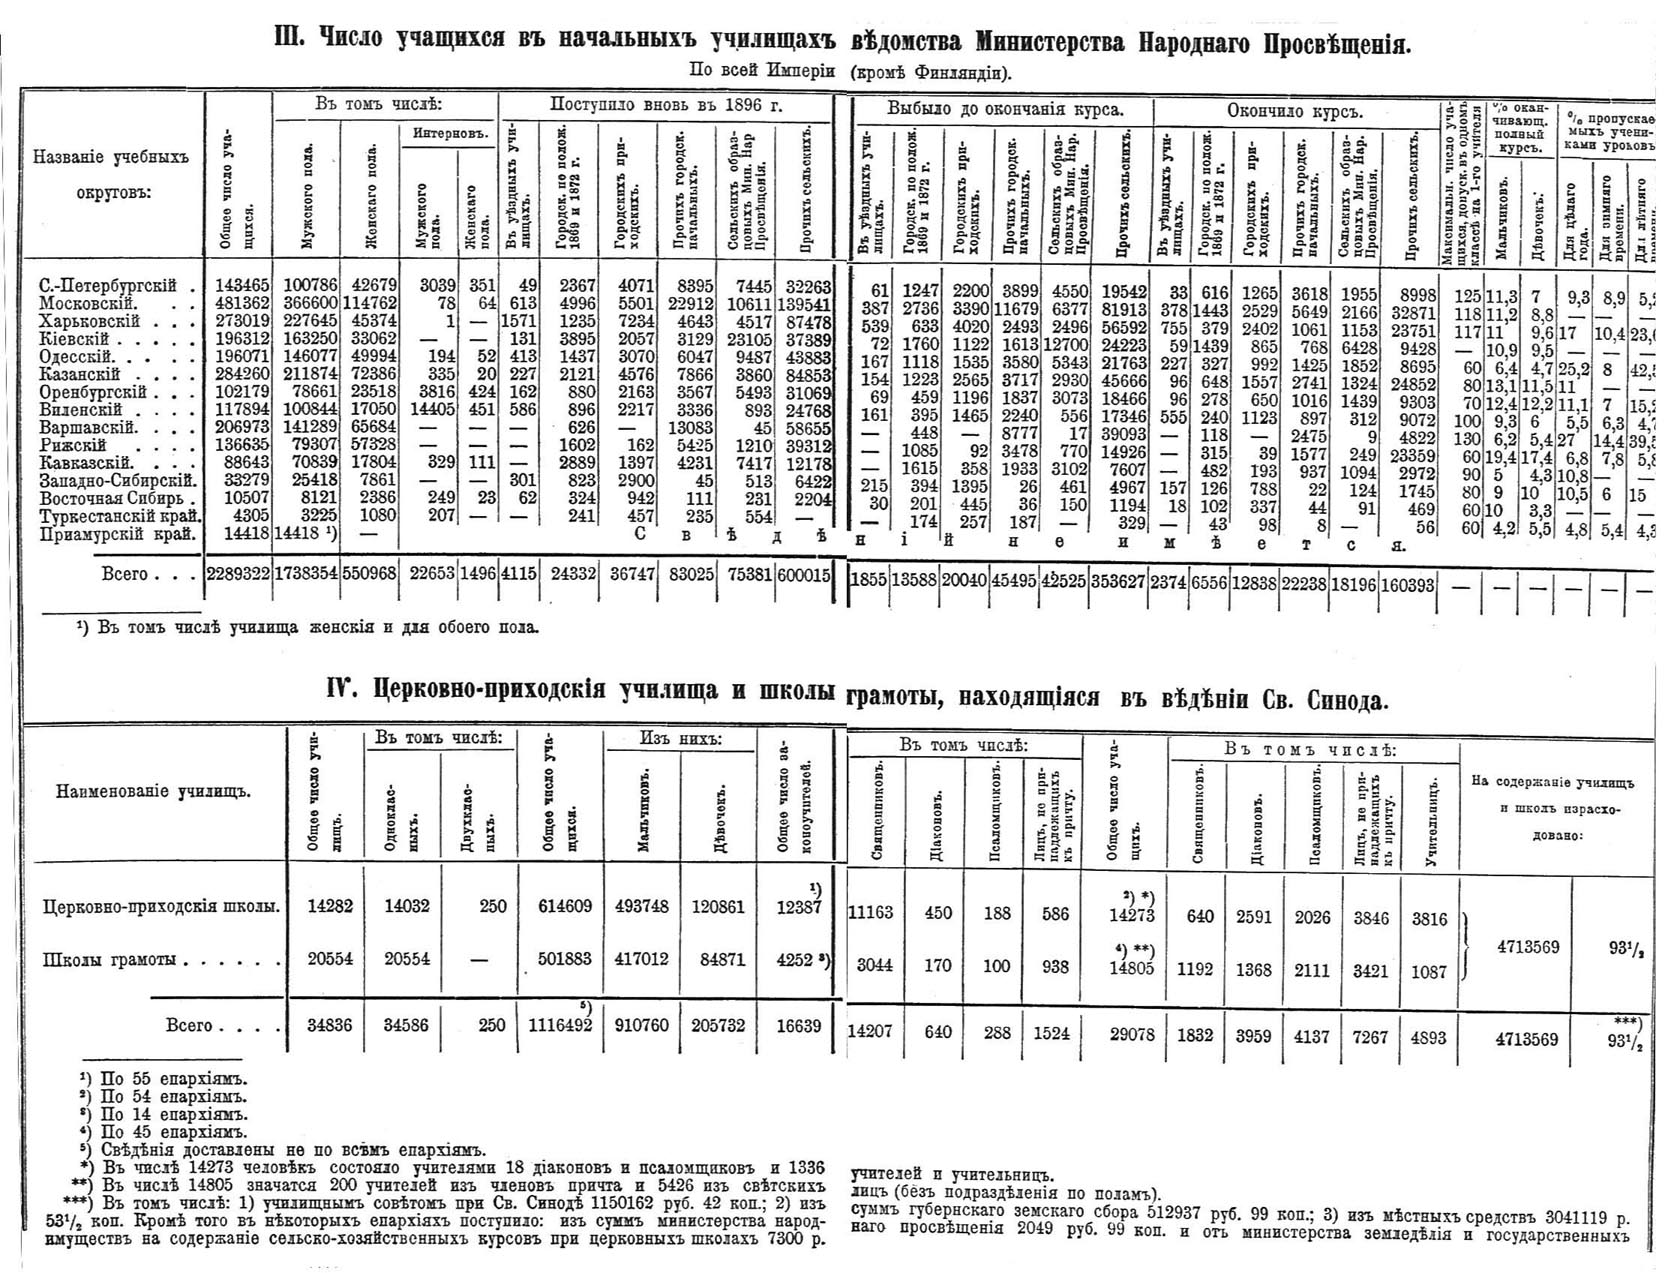 III. Число учащихся въ начальныхъ училищахъ вѣдомства Министерства Народнаго Просвѣщенія.
По всей Имперіи (кромѣ Финляндіи).
Названіе учебныхъ округовъ:
Общее число учащихся.
Въ томъ числѣ:
Мужского пола.
Женскаго пола.
Интерновъ.
Мужского пола.
Женскаго пола.
Поступило вновь въ 1896 г.
Въ уѣздныхъ училищахъ.
Городск. по полож. 1869 и 1872 г.
Городскихъ приходскихъ.
Прочихъ городск. начальныхъ.
Сельскихъ образцовыхъ Мин. Нар Просвѣщенія.
Прочихъ сельскихъ.
Выбыло до окончанія курса.
Въ уѣздныхъ училищахъ.
Городск. по полож. 1869 и 1872 г.
Городскихъ приходскихъ.
Прочихъ городск. начальныхъ.
Сельскихъ образцовыхъ Мин. Нар. Просвѣщенія.
Прочихъ сельскихъ.
Окончило курсъ.
Въ уѣздныхъ училищахъ.
Городск. по полож. 1869 и 1872 г.
Городскихъ приходскихъ.
Прочихъ городск. начальныхъ.
Сельскихъ образцовыхъ Мин. Нар. Просвѣщенія.
Прочихъ сельскихъ.
Максимальн. число учащихся, допуск. въ одномъ классѣ на 1-го учителя
% оканчивающ. полный курсъ.
Мальчиковъ.
Дѣвочекъ.
% пропускаемыхъ учениками уроковъ
Для цѣлаго года.
Для зимняго времени.
Для лѣтняго
С.-Петербургскій . 143465 100786 42679 3039 351 49 2367 4071 8395 7445 32263 61 1247 2200 3899 4550 19542 33 616 1265 3618 1955 8998 125 11,3 7 9,3 8,9 5,
Московскій. . . 481362 366600 114762 78 64 613 4996 5501 22912 10611 139541 387 2736 3390 11679 6377 81913 378 1443 2529 5649 2166 32871 118 11,2 8,8 — — —
Харьковскій . . . 273019 227645 45374 1 — 1571 1235 7234 4643 4517 87478 539 633 4020 2493 2496 56592 755 379 2402 1061 1153 23751 117 11 9,6 17 10,4 23,
Кіевскій . . . . . 196312 163250 33062 — — 131 3895 2057 3129 23105 37389 72 1760 1122 1613 12700 24223 59 1439 865 768 6428 9428 — 10,9 9,5 — — —
Одесскій. . . . . 196071 146077 49994 194 52 413 1437 3070 6047 9487 43883 167 1118 1535 3580 5343 21763 227 327 992 1425 1852 8695 60 6,4 4,7 25,2 8 42,
Казанскій . . . . 284260 211874 72386 335 20 227 2121 4576 7866 3860 84853 154 1223 2565 3717 2930 45666 96 648 1557 2741 1324 24852 80 13,1 11,5 11 — —
Оренбургскій . . . 102179 78661 23518 3816 424 162 880 2163 3567 5493 31069 69 459 1196 1837 3073 18466 96 278 650 1016 1439 9303 70 12,4 12,2 11,1 7 15,
Виленскій . . . . 117894 100844 17050 14405 451 586 896 2217 3336 893 24768 161 395 1465 2240 556 17346 555 240 1123 897 312 9072 100 9,3 6 5,5 6,3 4,
Варшавскій. . . . 206973 141289 65684 — — — 626 — 13083 45 58655 — 448 — 8777 17 39093 — 118 — 2475 9 4822 130 6,2 5,4 27 14,4 39,
Рижскій . . . . 136635 79307 57328 — — — 1602 162 5425 1210 39312 — 1085 92 3478 770 14926 — 315 39 1577 249 23359 60 19,4 17,4 6,8 7,8 5,
Кавказскій. . . . 88643 70839 17804 329 111 — 2889 1397 4231 7417 12178 — 1615 358 1933 3102 7607 — 482 193 937 1094 2972 90 5 4,3 10,8 — —
Западно-Сибирскій. 33279 25418 7861 — — 301 823 2900 45 513 6422 215 394 1395 26 461 4967 157 126 788 22 124 1745 80 9 10 10,5 6 15
Восточная Сибирь . 10507 8121 2386 249 23 62 324 942 111 231 2204 30 201 445 36 150 1194 18 102 337 44 91 469 60 10 3,3 — — —
Туркестанскій край. 4305 3225 1080 207 — — 241 457 235 554 — — 174 257 187 — 329 — 43 98 8 — 56 60 4,2 5,5 4,8 5,4 4,
Приамурскій край. 14418 14418 ¹) — Свѣдѣній не имѣется.
Всего . . . 2289322 1738354 550968 22653 1496 4115 24332 36747 83025 75381 600015 1855 13588 20040 45495 42525 353627 2374 6556 12838 22238 18196 160393 — — — — — —
¹) Въ томъ числѣ училища женскія и для обоего пола.
IV. Церковно-приходскія училища и школы грамоты, находящіяся въ вѣдѣніи Св. Синода.
Наименованіе училищъ.
Общее число училищъ.
Въ томъ числѣ:
Одноклассныхъ.
Двухклассныхъ.
Общее число учащихся.
Изъ нихъ:
Мальчиковъ.
Дѣвочекъ.
Общее число законоучителей.
Въ томъ числѣ:
Священниковъ.
Діаконовъ.
Псаломщиковъ.
Лицъ, не принадлежащихъ къ причту.
Общее число учащихъ.
Въ томъ числѣ:
Священниковъ.
Діаконовъ.
Псаломщиковъ.
Лицъ, не принадлежащихъ къ причту.
Учительницъ.
На содержаніе училищъ и школъ израсходовано:
Церковно-приходскія школы. 14282 14032 250 614609 493748 120861 12387 ¹) 11163 450 188 586 14273 ²) *) 640 2591 2026 3846 3816
Школы грамоты . . . . . . 20554 20554 — 501883 417012 84871 4252 ³) 3044 170 100 938 14805 ⁴) **) 1192 1368 2111 3421 1087
4713569 93¹/₂
Всего . . . . 34836 34586 250 1116492 ⁵) 910760 205732 16639 14207 640 288 1524 29078 1832 3959 4137 7267 4893 4713569 93¹/₂ ***)
¹) По 55 епархіямъ.
²) По 54 епархіямъ.
³) По 14 епархіямъ.
⁴) По 45 епархіямъ.
⁵) Свѣдѣнія доставлены не по всѣмъ епархіямъ.
*) Въ числѣ 14273 человѣкъ состояло учителями 18 діаконовъ и псаломщиковъ и 1336 учителей и учительницъ.
**) Въ числѣ 14805 значатся 200 учителей изъ членовъ причта и 5426 изъ свѣтскихъ лицъ (безъ подраздѣленія по поламъ).
***) Въ томъ числѣ: 1) училищнымъ совѣтомъ при Св. Синодѣ 1150162 руб. 42 коп.; 2) изъ суммъ губернскаго земскаго сбора 512937 руб. 99 коп.; 3) изъ мѣстныхъ средствъ 3041119 р.
53¹/₂ коп. Кромѣ того въ нѣкоторыхъ епархіяхъ поступило: изъ суммъ министерства народнаго просвѣщенія 2049 руб. 99 коп. и отъ министерства земледѣлія и государственныхъ
имуществъ на содержаніе сельско-хозяйственныхъ курсовъ при церковныхъ школахъ 7300 р.